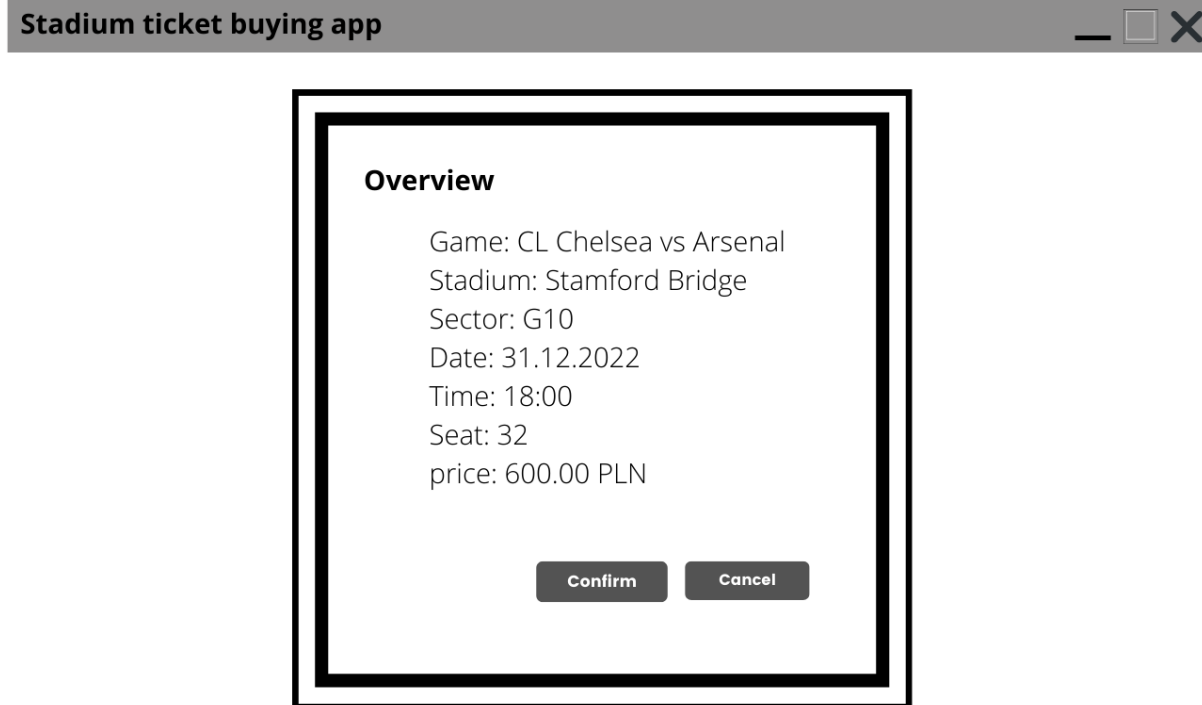 Stadium ticket buying app
Overview
Game: CL Chelsea vs Arsenal
Stadium: Stamford Bridge
Sector: G10
Date: 31.12.2022
Time: 18:00
Seat: 32
price: 600.00 PLN
Confirm Cancel